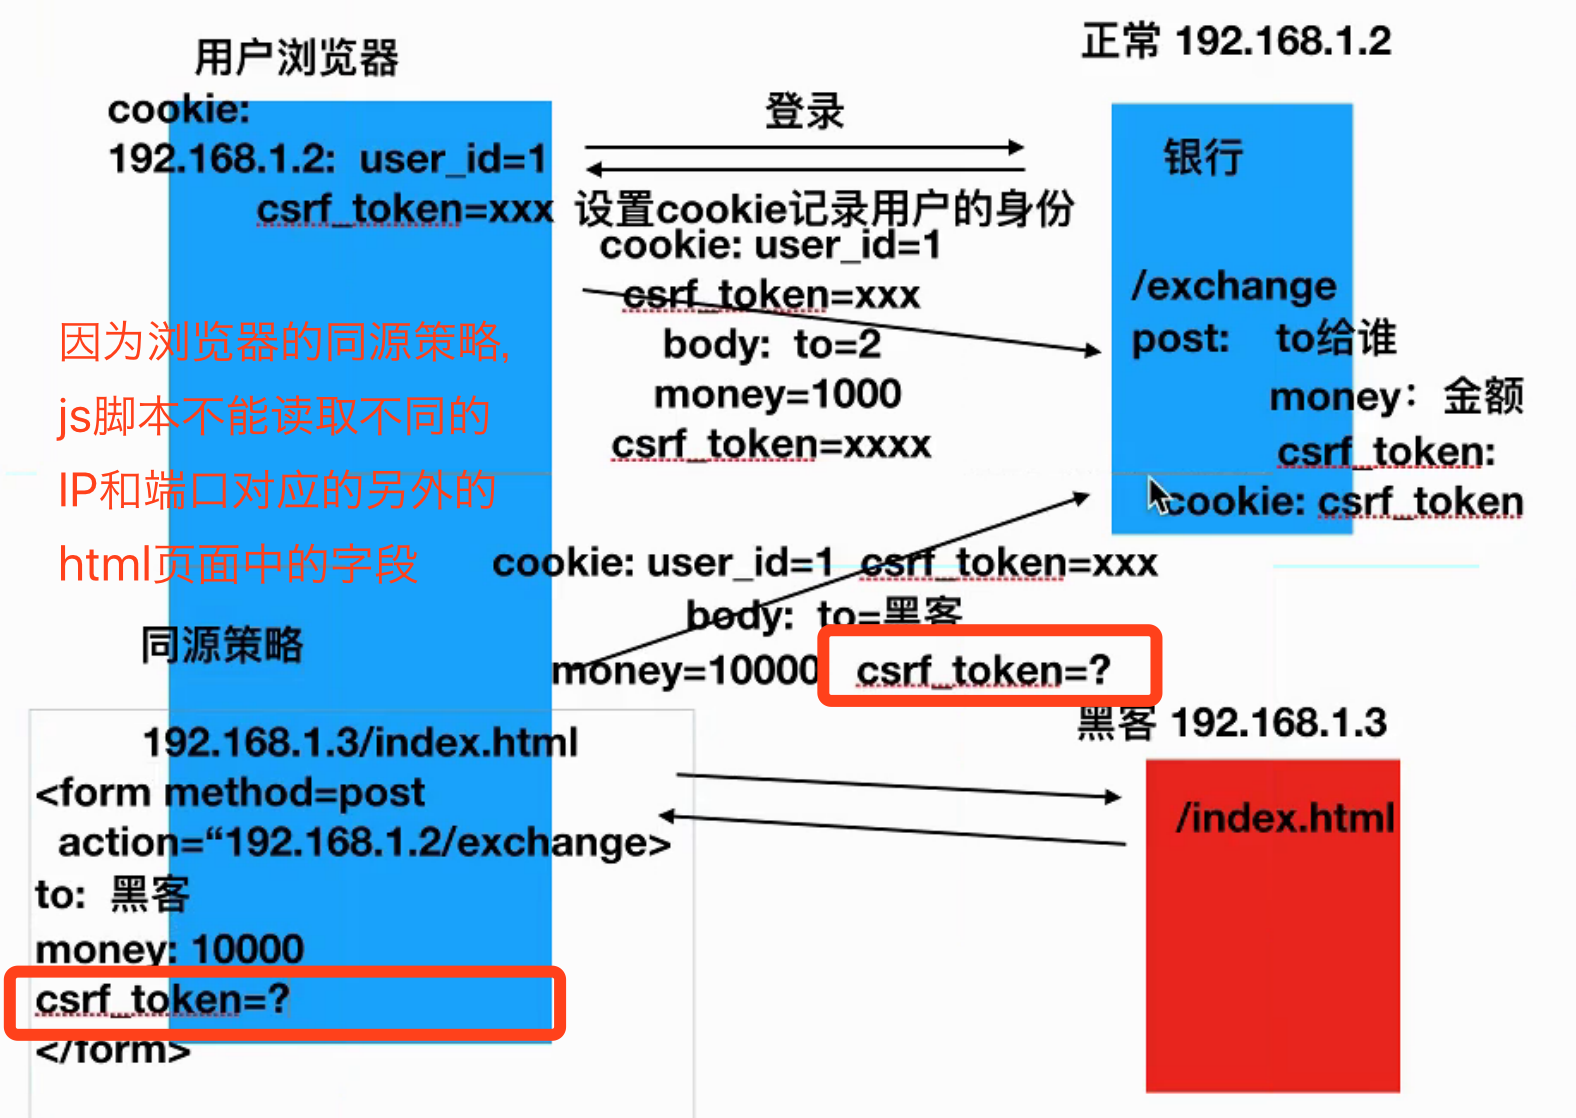 用户浏览器
cookie:
192.168.1.2: user_id=1
csrf_token=xxx
登录
设置cookie记录用户的身份
cookie: user_id=1
csrf_token=xxx
body: to=2
money=1000
csrf_token=xxxx
正常 192.168.1.2
银行
/exchange
post: to给谁
money：金额
csrf_token:
cookie: csrf_token
因为浏览器的同源策略,
js脚本不能读取不同的
IP和端口对应的另外的
html页面中的字段
同源策略
cookie: user_id=1 csrf_token=xxx
body: to=黑客
money=10000 csrf_token=?
黑客 192.168.1.3
/index.html
192.168.1.3/index.html
<form method=post
action=“192.168.1.2/exchange>
to: 黑客
money: 10000
csrf_token=?
</form>